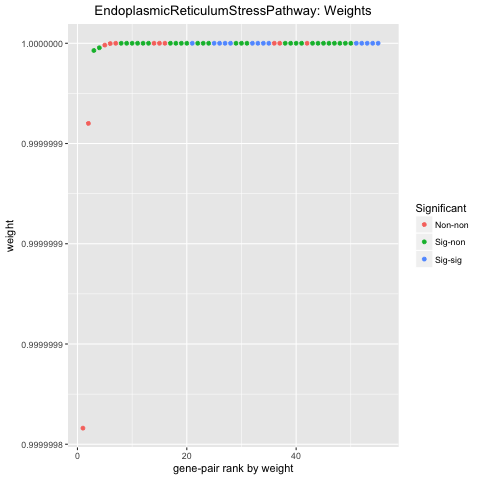 EndoplasmicReticulumStressPathway: Weights
1.0000000
0.9999999
0.9999999
0.9999999
0.9999998
weight
0
20
40
gene-pair rank by weight
Significant
Non-non
Sig-non
Sig-sig